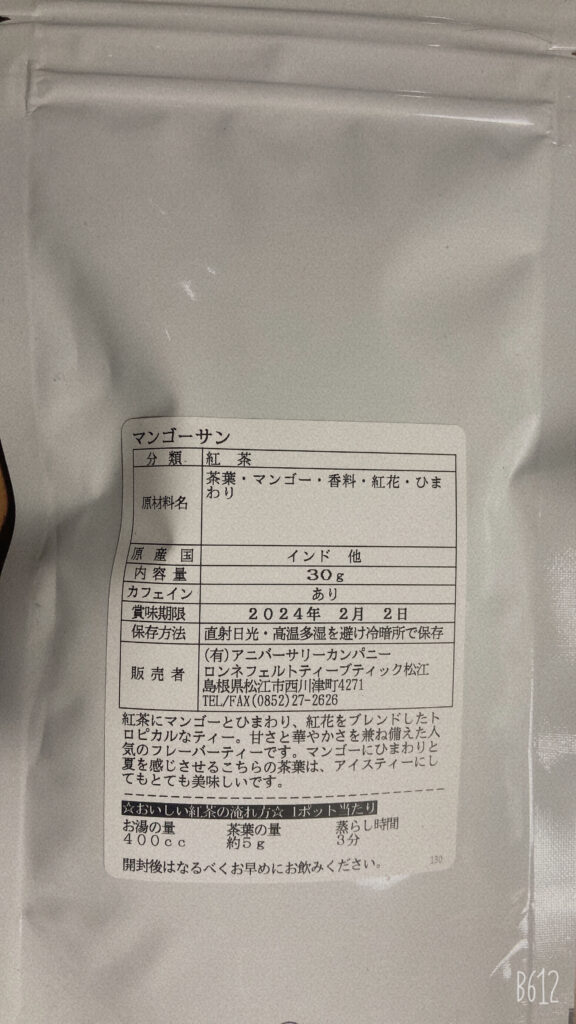 マンゴーサン
分類 紅茶
原材料名 茶葉・マンゴー・香料・紅花・ひま
わり
原産国 インド 他
内容量 30g
カフェイン あり
賞味期限 2024年 2月 2日
保存方法 直射日光・高温多湿を避け冷暗所で保存
販売者 (有)アニバーサリーカンパニー
ロンネフェルトティーブティック松江
島根県松江市西川津町4271
TEL/FAX(0852)27-2626
紅茶にマンゴーとひまわり、紅花をブレンドしたト
ロピカルなティー。甘さと華やかさを兼ね備えた人
気のフレーバーティーです。マンゴーにひまわりと
夏を感じさせるこちらの茶葉は、アイスティーにし
てもとても美味しいです。
☆おいしい紅茶の淹れ方☆ 1ポット当たり
お湯の量 茶葉の量 蒸らし時間
400cc 約5g 3分
開封後はなるべくお早めにお飲みください。
130
B612